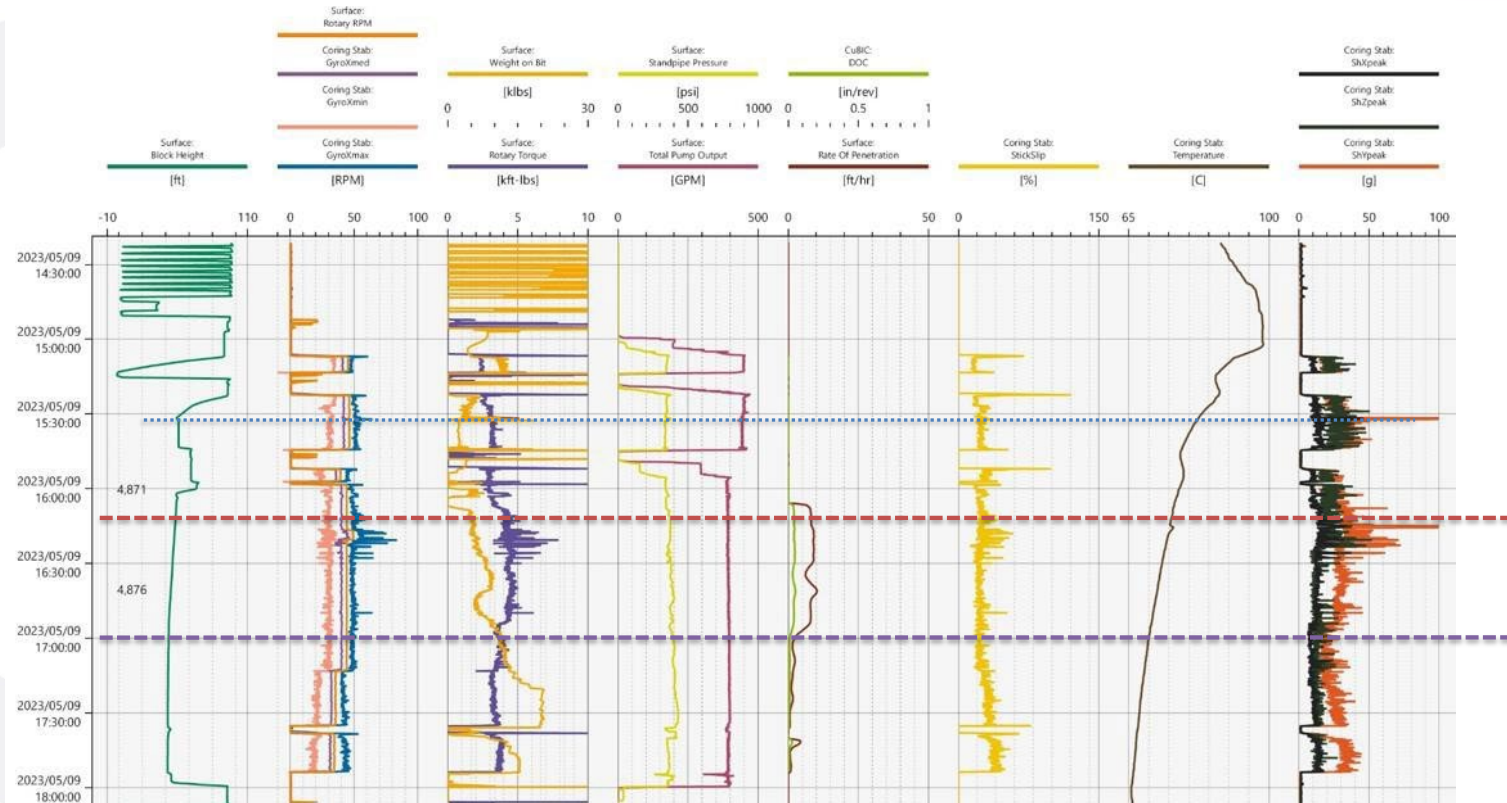 Surface:
Rotary RPM
Coring Stab:
GyroXmed
Surface:
Weight on Bit
Surface:
Standpipe Pressure
CuBIC:
DOC
Coring Stab:
ShXpeak
Coring Stab:
GyroXmin
[klbs]
[psi]
[in/rev]
Coring Stab:
ShZpeak
0 30 0 500 1000 0 0.5 1
Surface:
Block Height
Coring Stab:
GyroXmax
Surface:
Rotary Torque
Surface:
Total Pump Output
Surface:
Rate Of Penetration
Coring Stab:
StickSlip
Coring Stab:
Temperature
Coring Stab:
ShYpeak
[ft] [RPM] [kft-lbs] [GPM] [ft/hr] [%] [C] [g]
-10 110 0 50 100 0 5 10 0 500 0 50 0 150 65 100 0 50 100
2023/05/09
14:30:00
2023/05/09
15:00:00
2023/05/09
15:30:00
2023/05/09
16:00:00
4,871
16:30:00
4,876
2023/05/09
17:00:00
2023/05/09
17:30:00
2023/05/09
18:00:00